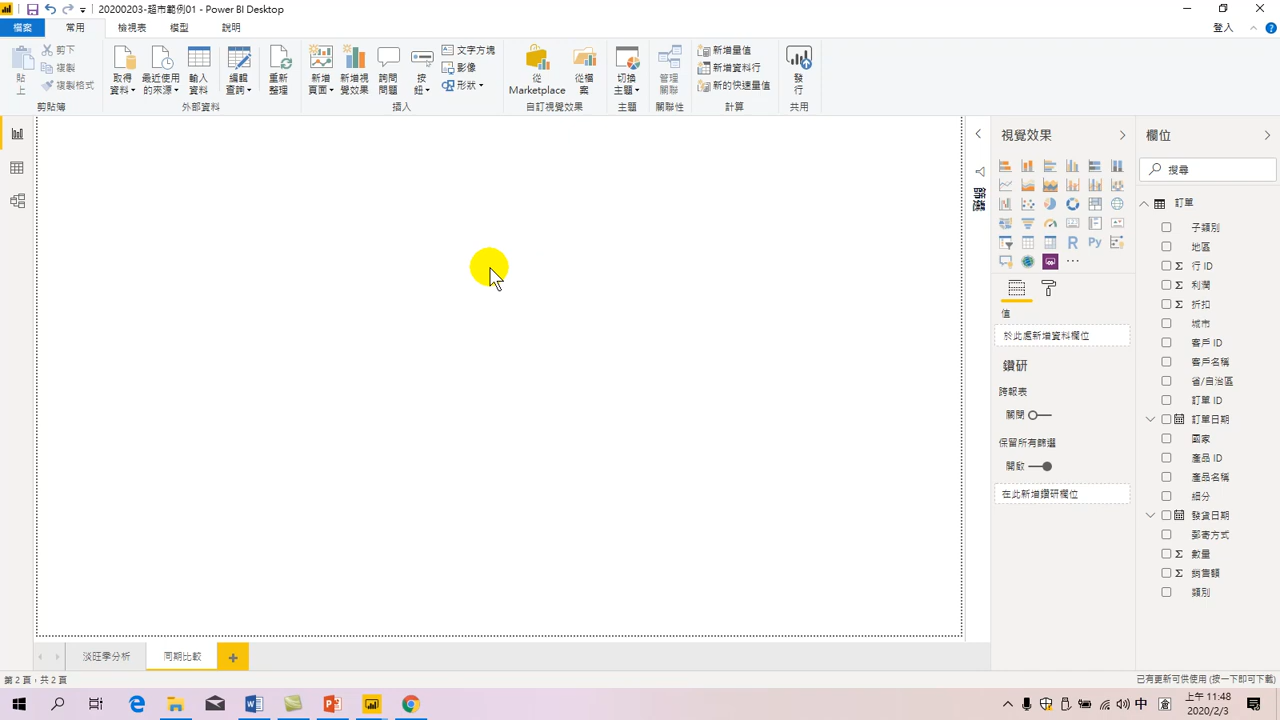 20200203-超市範例01 - Power BI Desktop
檔案
常用
檢視表
模型
說明
登入
貼上
剪下
複製
複製格式
剪貼簿
取得資料
最近使用的來源
輸入資料
編輯查詢
重新整理
外部資料
新增頁面
新增視覺效果
詢問問題
按鈕
文字方塊
影像
形狀
插入
從 Marketplace
從檔案
自訂視覺效果
切換主題
主題
管理關聯
關聯性
新增量值
新增資料行
新的快速量值
計算
發行
共用
篩選
視覺效果
R
Py
值
於此處新增資料欄位
鑽研
跨報表
關閉
保留所有篩選
開啟
在此新增鑽研欄位
欄位
搜尋
訂單
子類別
地區
行 ID
利潤
折扣
城市
客戶 ID
客戶名稱
省/自治區
訂單 ID
訂單日期
國家
產品 ID
產品名稱
細分
發貨日期
郵寄方式
數量
銷售額
類別
淡旺季分析
同期比較
第 2 頁，共 2 頁
已有更新可供使用 (按一下即可下載)
中
上午 11:48
2020/2/3